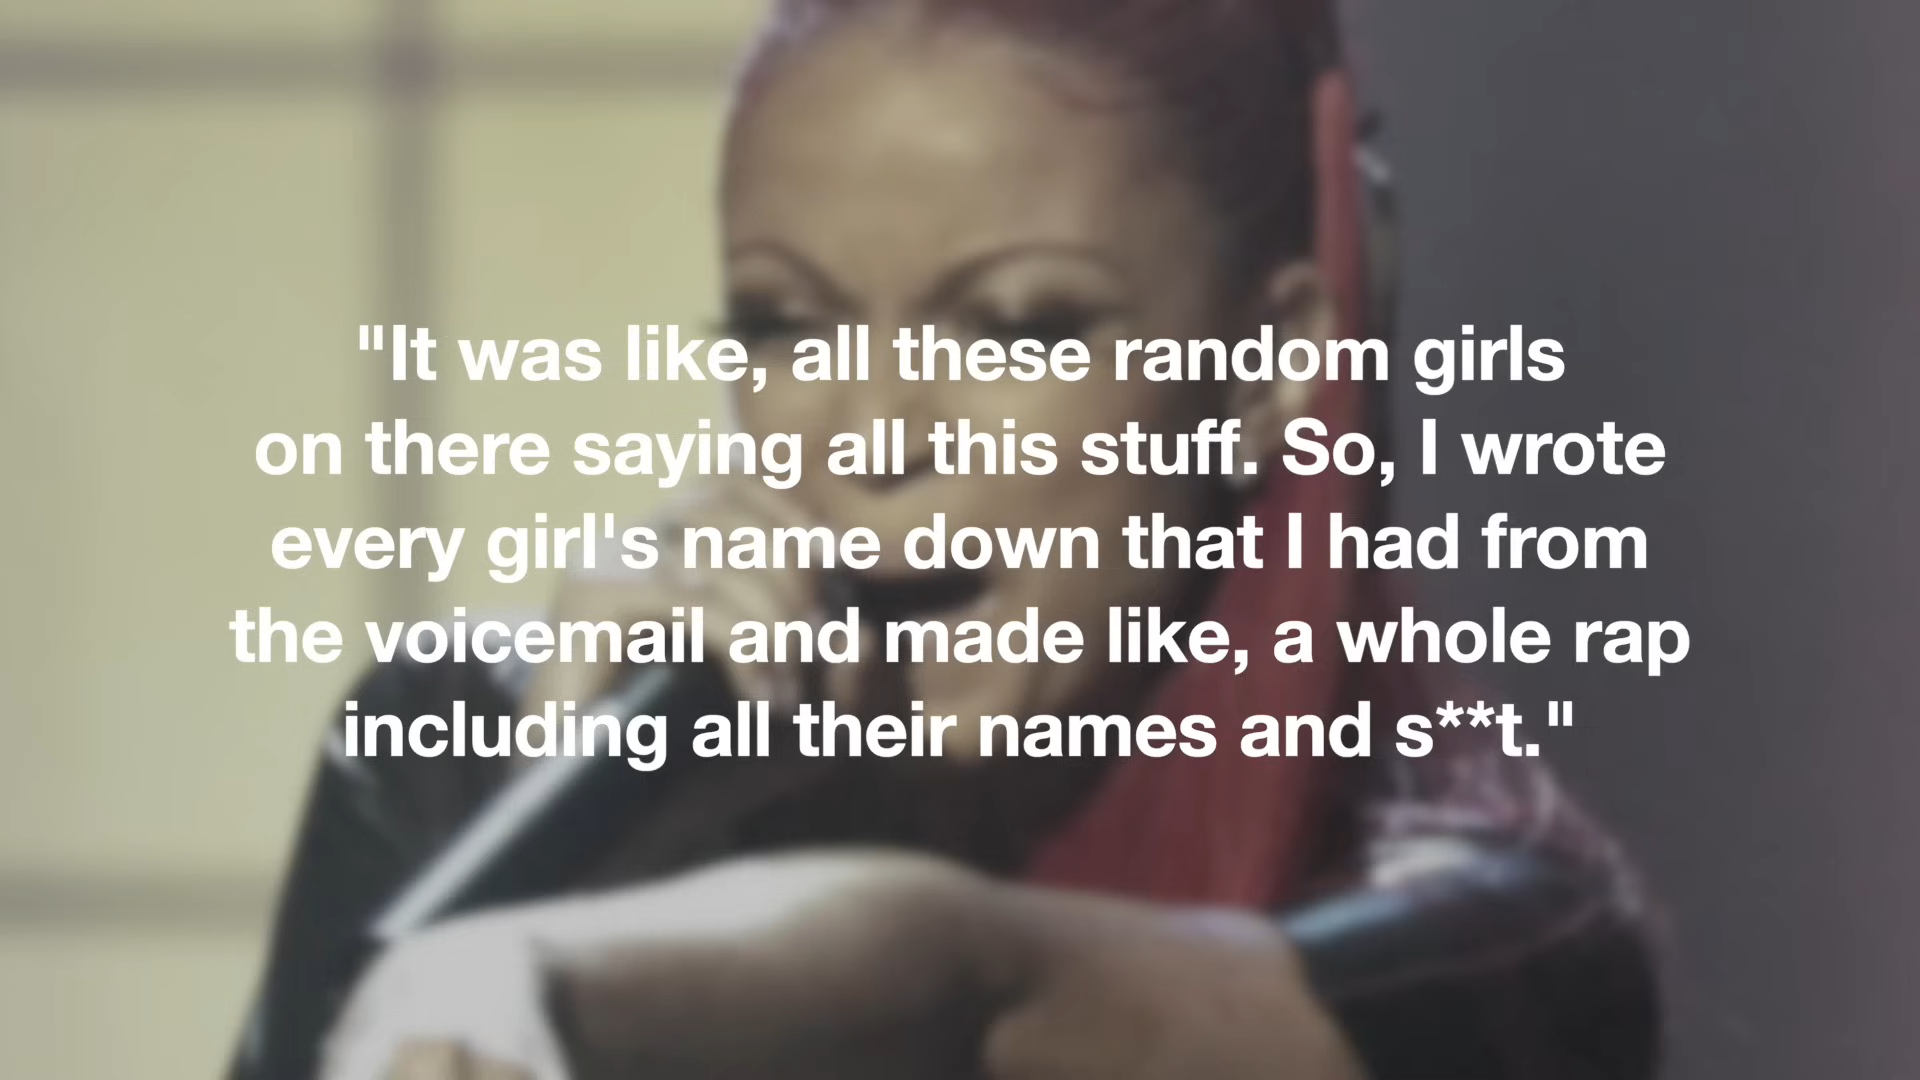 "It was like, all these random girls
on there saying all this stuff. So, I wrote
every girl's name down that I had from
the voicemail and made like, a whole rap
including all their names and s**t."